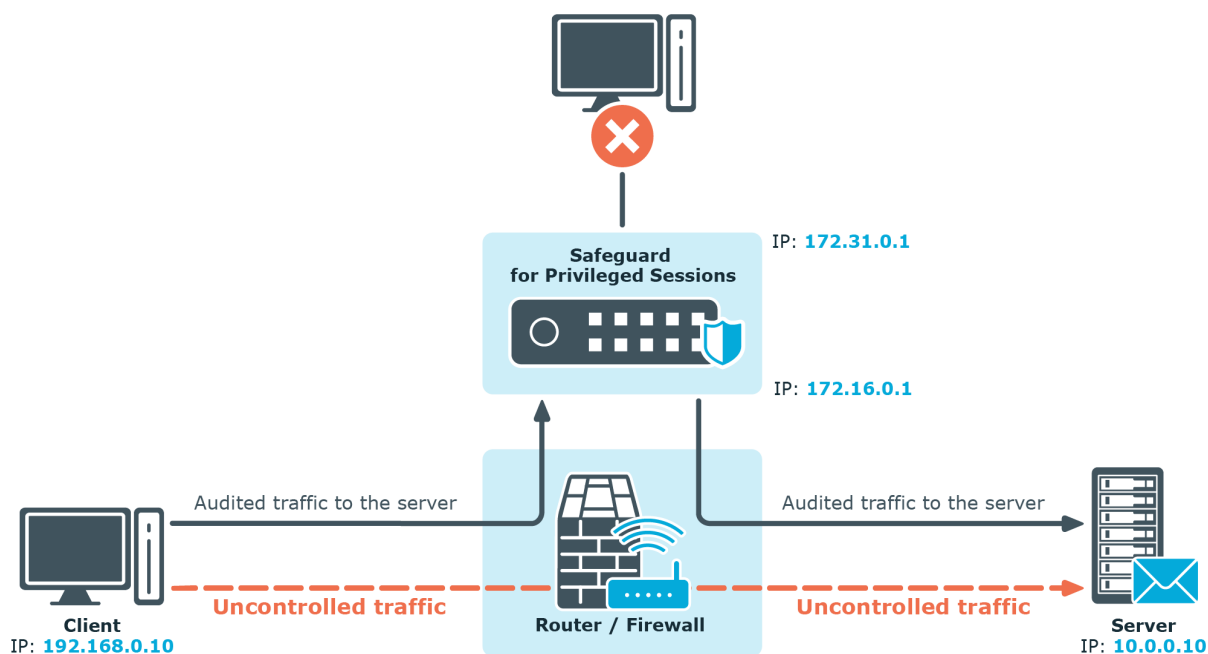 Safeguard
for Privileged Sessions
IP: 172.31.0.1
IP: 172.16.0.1
Audited traffic to the server
Audited traffic to the server
Uncontrolled traffic
Uncontrolled traffic
Client
IP: 192.168.0.10
Router / Firewall
Server
IP: 10.0.0.10